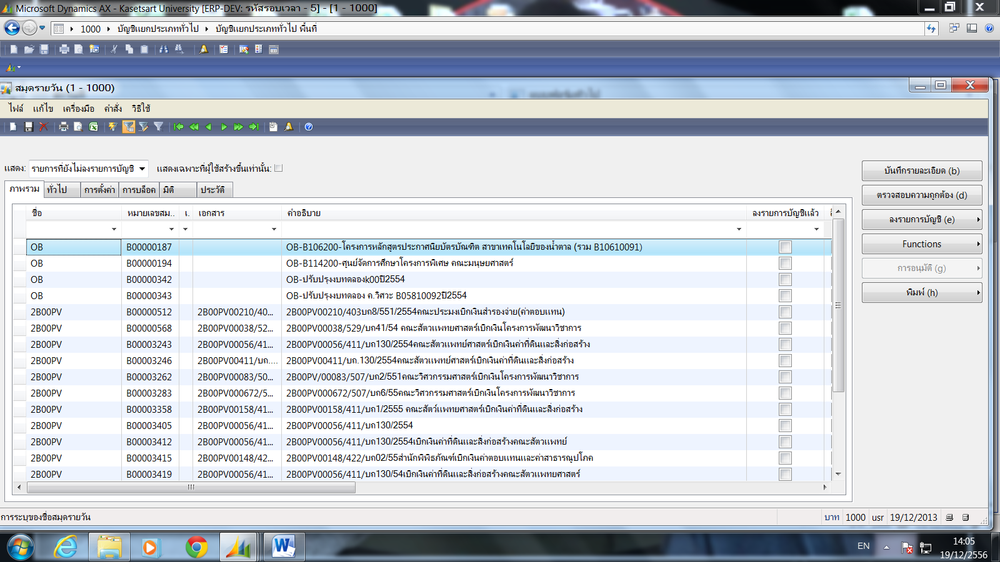 Microsoft Dynamics AX - Kasetsart University [ERP-DEV: รหัสรอบเวลา - 5] - [1 - 1000]
1000 บัญชีแยกประเภททั่วไป บัญชีแยกประเภททั่วไป พื้นที่
สมุดรายวัน (1 - 1000)
ไฟล์ แก้ไข เครื่องมือ คำสั่ง วิธีใช้
แสดง: รายการที่ยังไม่ลงรายการบัญชี แสดงเฉพาะที่ผู้ใช้สร้างขึ้นเท่านั้น:
ภาพรวม ทั่วไป การตั้งค่า การบล็อค มิติ ประวัติ
ชื่อ หมายเลขสม.. เ. เอกสาร คำอธิบาย ลงรายการบัญชีแล้ว
OB B00000187 OB-B106200-โครงการหลักสูตรประกาศนียบัตรบัณฑิต สาขาเทคโนโลยีของน้ำตาล (รวม B10610091)
OB B00000194 OB-B114200-ศูนย์จัดการศึกษาโครงการพิเศษ คณะมนุษยศาสตร์
OB B00000342 OB-ปรับปรุงงบทดลองk00ปี2554
OB B00000343 OB-ปรับปรุงงบทดลอง ค.วิศวะ B05810092ปี2554
2B00PV B00000512 2B00PV00210/40... 2B00PV00210/403บก8/551/2554คณะประมงเบิกเงินสำรองจ่าย(ค่าตอบแทน)
2B00PV B00000568 2B00PV00038/52... 2B00PV00038/529/บก41/54 คณะสัตวแพทยศาสตร์เบิกเงินโครงการพัฒนาวิชาการ
2B00PV B00003243 2B00PV00056/41... 2B00PV00056/411/บก130/2554คณะสัตวแพทย์ศาสตร์เบิกเงินค่าที่ดินและสิ่งก่อสร้าง
2B00PV B00003246 2B00PV00411/บก.... 2B00PV00411/บก.130/2554คณะสัตวแพทย์ศาสตร์เบิกเงินค่าที่ดินและสิ่งก่อสร้าง
2B00PV B00003262 2B00PV00083/50... 2B00PV/00083/507/บก2/551คณะวิศวกรรมศาสตร์เบิกเงินโครงการพัฒนาวิชาการ
2B00PV B00003283 2B00PV000672/5... 2B00PV000672/507/บก6/55คณะวิศวกรรมศาสตร์เบิกเงินโครงการพัฒนาวิชาการ
2B00PV B00003358 2B00PV00158/41... 2B00PV00158/411/บก1/2555 คณะสัตว์แพทยศาสตร์เบิกเงินค่าที่ดินและสิ่งก่อสร้าง
2B00PV B00003405 2B00PV00056/41... 2B00PV00056/411/บก130/2554
2B00PV B00003412 2B00PV00056/41... 2B00PV00056/411/บก130/2554เบิกเงินค่าที่ดินและสิ่งก่อสร้างคณะสัตวแพทย์
2B00PV B00003415 2B00PV00148/42... 2B00PV00148/422/บก02/55สำนักพิพิธภัณฑ์เบิกเงินค่าตอบแทนและค่าสาธารณูปโภค
2B00PV B00003419 2B00PV00056/41... 2B00PV00056/411/บก130/54เบิกเงินค่าที่ดินและสิ่งก่อสร้างคณะสัตวแพทยศาสตร์
บันทึกรายละเอียด (b)
ตรวจสอบความถูกต้อง (d)
ลงรายการบัญชี (e)
Functions
การอนุมัติ (g)
พิมพ์ (h)
การระบุของชื่อสมุดรายวัน บาท 1000 usr 19/12/2013
EN 14:05
19/12/2556